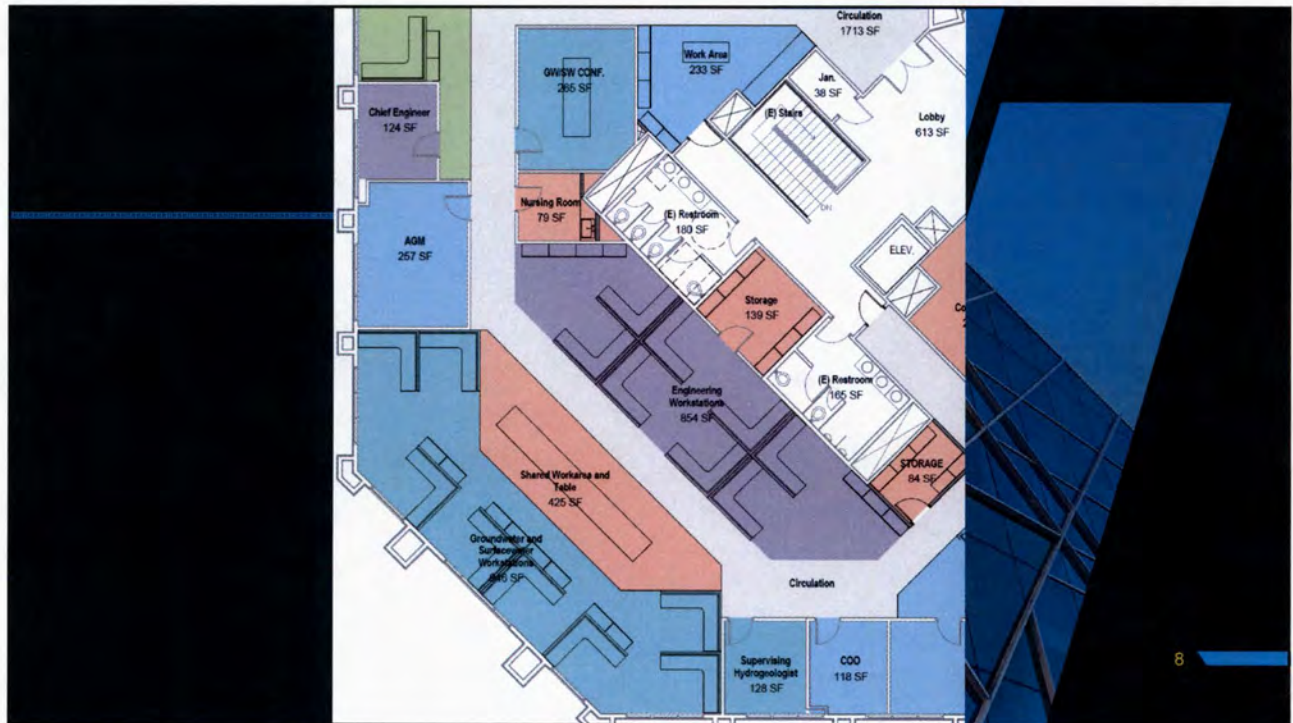 Circulation
1713 SF
GW/SW CONF.
265 SF
Work Area
233 SF
Jan.
38 SF
Chief Engineer
124 SF
(E) Stairs
Lobby
613 SF
DN.
Nursing Room
79 SF
(E) Restroom
180 SF
AGM
257 SF
ELEV.
Storage
139 SF
Engineering
Workstations
854 SF
(E) Restroom
165 SF
STORAGE
84 SF
Shared Workarea and
Table
425 SF
Groundwater and
Surfacewater
Workstations
Circulation
Supervising
Hydrogeologist
128 SF
COO
118 SF
8